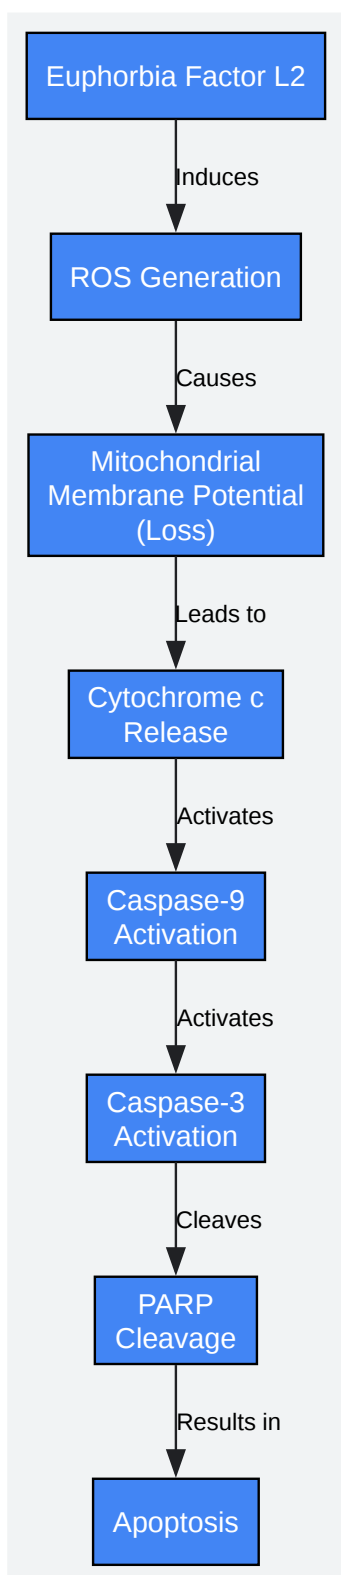 Euphorbia Factor L2
Induces
ROS Generation
Causes
Mitochondrial
Membrane Potential
(Loss)
Leads to
Cytochrome c
Release
Activates
Caspase-9
Activation
Activates
Caspase-3
Activation
Cleaves
PARP
Cleavage
Results in
Apoptosis